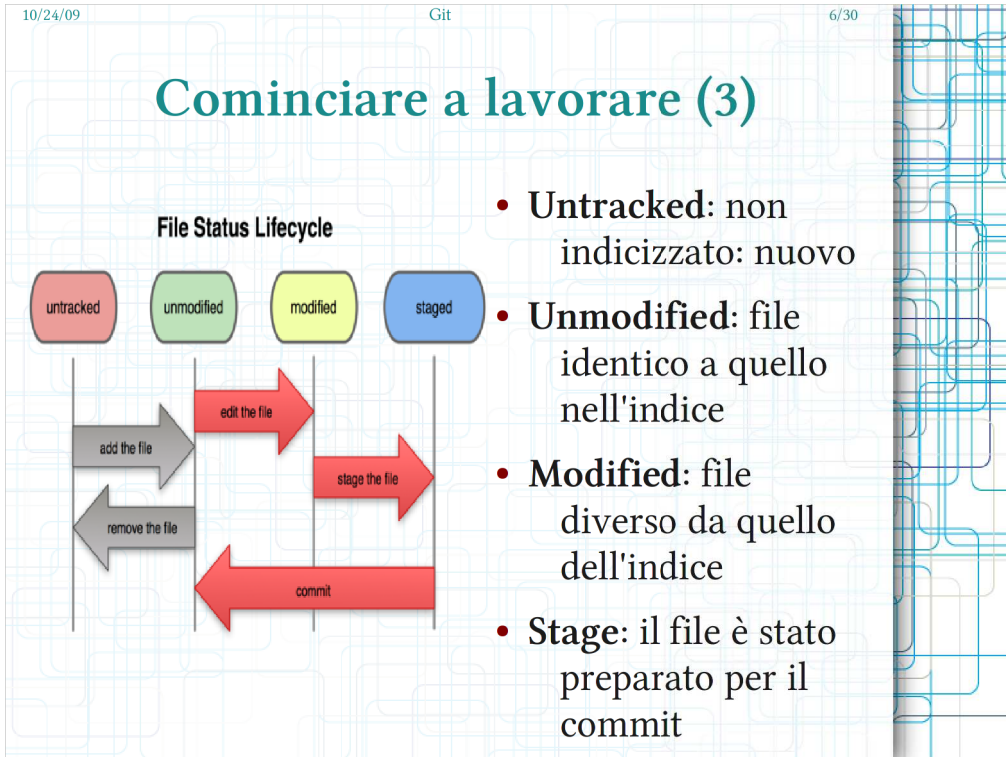 10/24/09
Git
6/30
Cominciare a lavorare (3)
File Status Lifecycle
untracked
unmodified
modified
staged
edit the file
add the file
stage the file
remove the file
commit
• Untracked: non
indicizzato: nuovo
• Unmodified: file
identico a quello
nell'indice
• Modified: file
diverso da quello
dell'indice
• Stage: il file è stato
preparato per il
commit